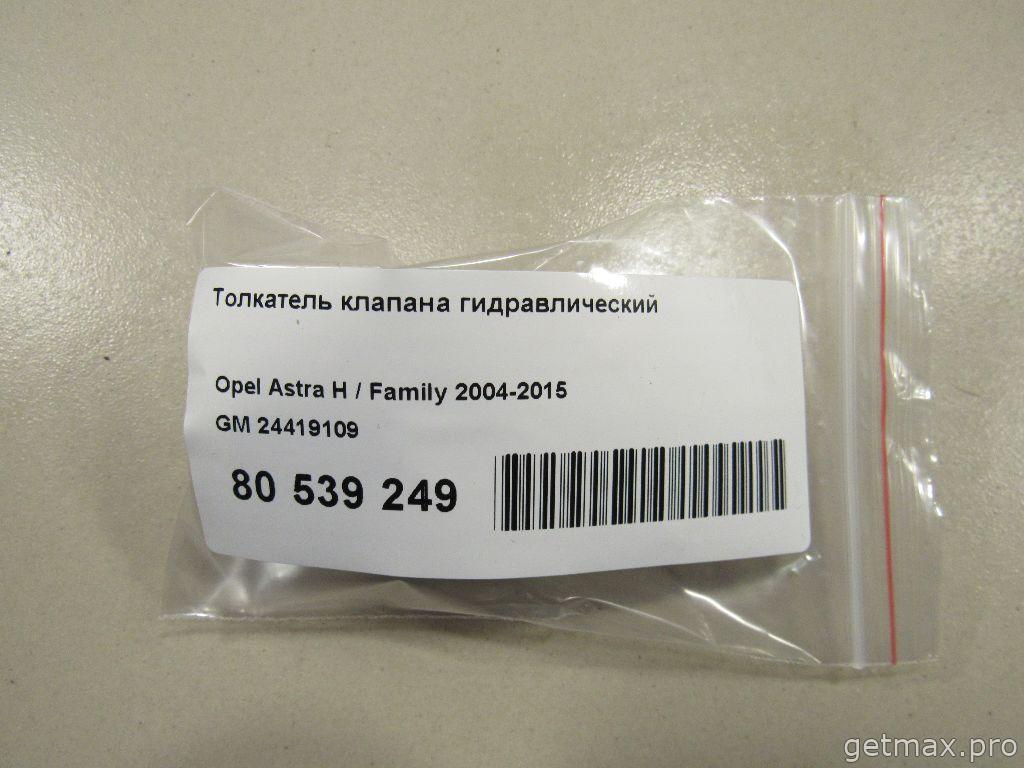 Толкатель клапана гидравлический
Opel Astra H / Family 2004-2015
GM 24419109
80 539 249
getmax.pro